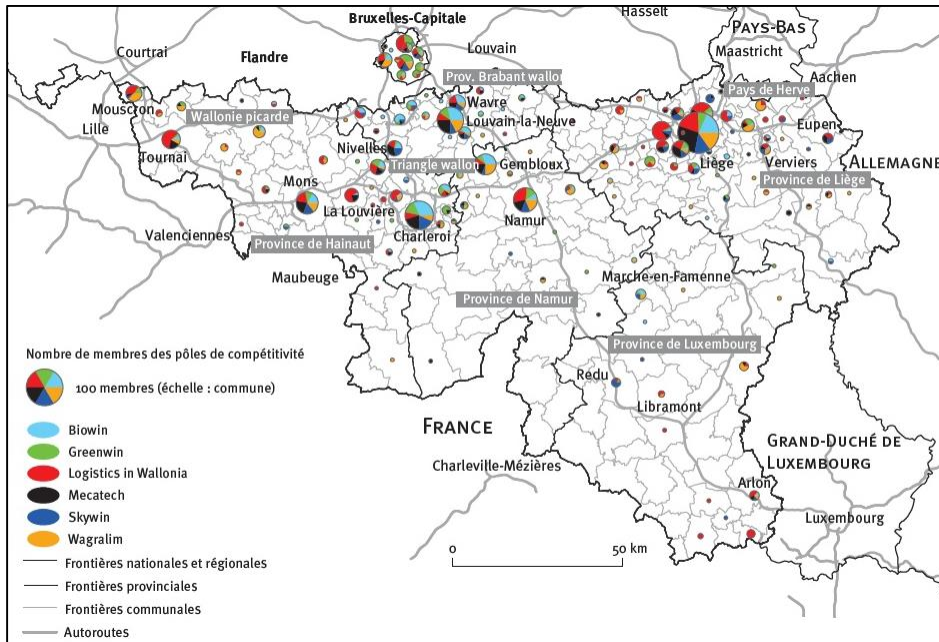 Hasselt
Bruxelles-Capitale
PAYS-BAS
Courtrai
Flandre
Louvain
Maastricht
Aachen
Prov. Brabant wallo
Pays de Herve
Mouscron
Wallonie picarde
Wavre
Louvain-la-Neuve
Eupen
Lille
Tournai
Nivelles
Triangle wallon
Gembloux
Liège
Verviers
ALLEMAGNE
Province de Liège
Mons
La Louvière
Charleroi
Namur
Valenciennes
Province de Hainaut
Maubeuge
Marche-en-Famenne
Province de Namur
Province de Luxembourg
Nombre de membres des pôles de compétitivité
100 membres (échelle : commune)
Redu
Libramont
FRANCE
Biowin
Greenwin
Logistics in Wallonia
Mecatech
Skywin
Wagralim
GRAND-DUCHÉ DE
LUXEMBOURG
Charleville-Mézières
Arlon
Luxembourg
0 50 km
Frontières nationales et régionales
Frontières provinciales
Frontières communales
Autoroutes